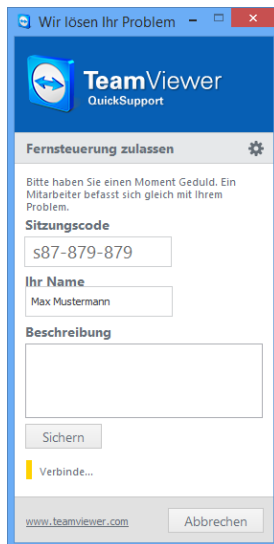 Wir lösen Ihr Problem
TeamViewer
QuickSupport
Fernsteuerung zulassen
Bitte haben Sie einen Moment Geduld. Ein
Mitarbeiter befasst sich gleich mit Ihrem
Problem.
Sitzungscode
s87-879-879
Ihr Name
Max Mustermann
Beschreibung
Sichern
Verbinde...
www.teamviewer.com
Abbrechen